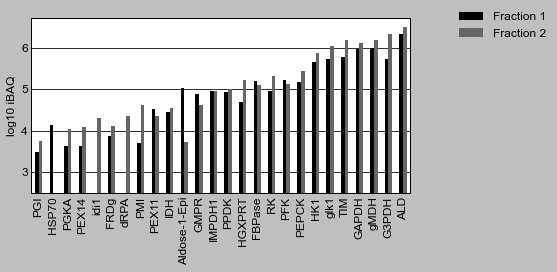 Fraction 1
Fraction 2
log10 iBAQ
6
5
4
3
PGI
HSP70
PGKA
PEX14
idi1
FRDg
dRPA
PMI
PEX11
IDH
Aldose-1-Epi
GMPR
IMPDH1
PPDK
HGXPRT
FBPase
RK
PFK
PEPCK
HK1
glk1
TIM
GAPDH
gMDH
G3PDH
ALD